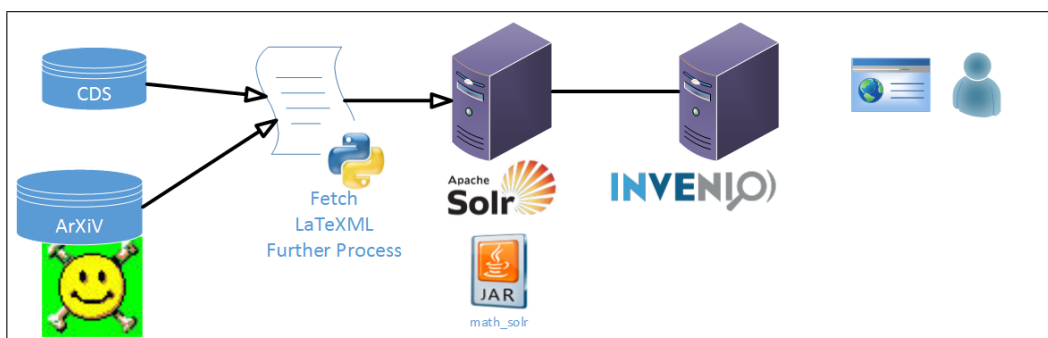 CDS
ArXiV
Fetch
LaTeXML
Further Process
Apache
Solr
JAR
math_solr
INVENIO